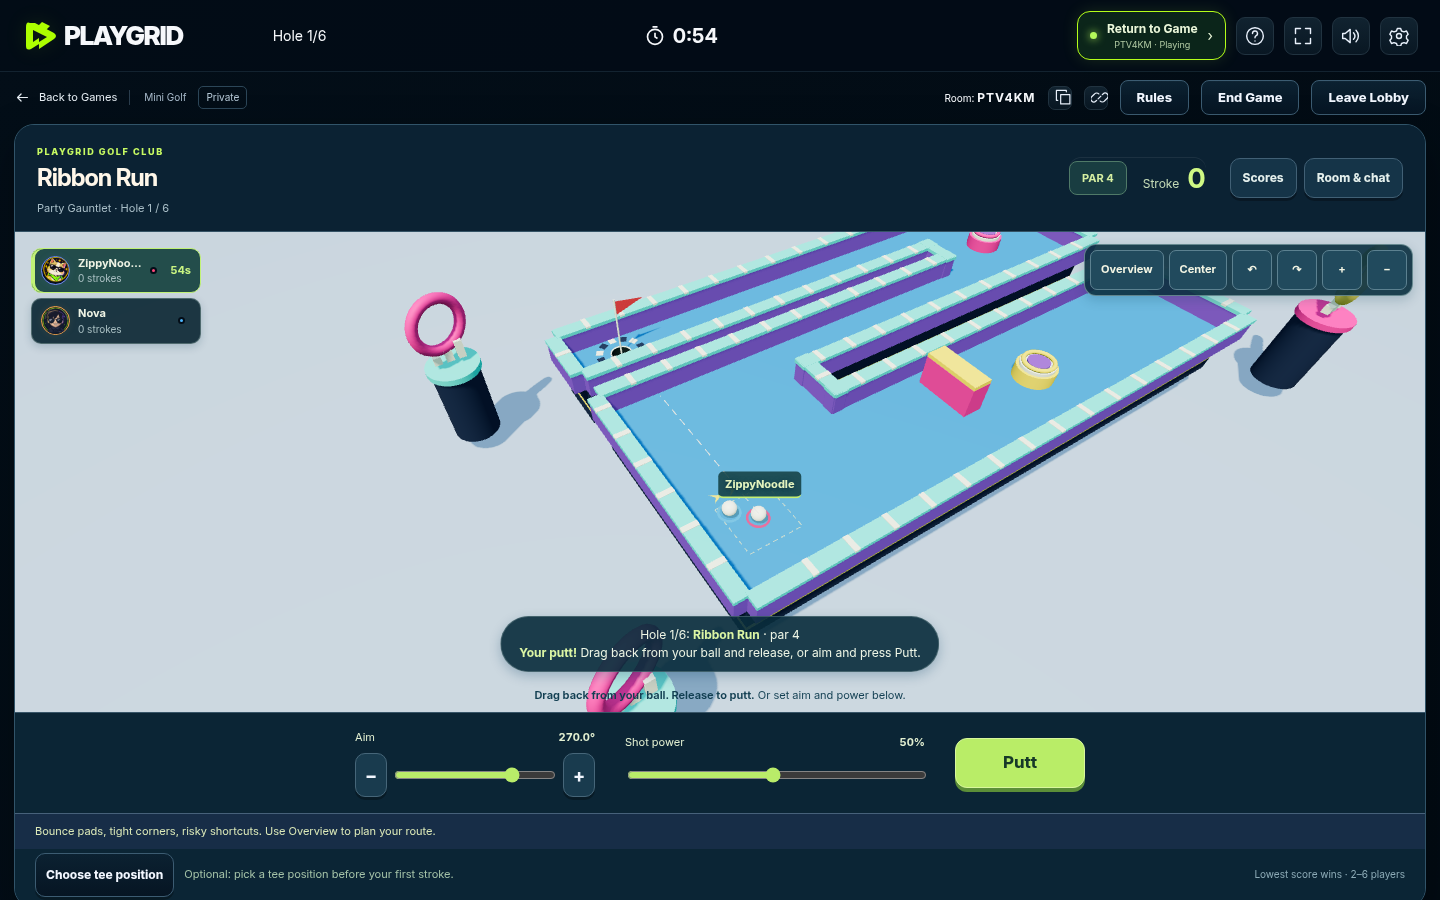 PLAYGRID
Hole 1/6
0:54
Return to Game
PTV4KM · Playing
Back to Games
Mini Golf
Private
Room: PTV4KM
Rules
End Game
Leave Lobby
PLAYGRID GOLF CLUB
Ribbon Run
Party Gauntlet · Hole 1 / 6
PAR 4
Stroke 0
Scores
Room & chat
ZippyNoo...
0 strokes
54s
Nova
0 strokes
Overview
Center
↶
↷
+
−
ZippyNoodle
Hole 1/6: Ribbon Run · par 4
Your putt! Drag back from your ball and release, or aim and press Putt.
Drag back from your ball. Release to putt. Or set aim and power below.
Aim
270.0°
−
+
Shot power
50%
Putt
Bounce pads, tight corners, risky shortcuts. Use Overview to plan your route.
Choose tee position
Optional: pick a tee position before your first stroke.
Lowest score wins · 2–6 players